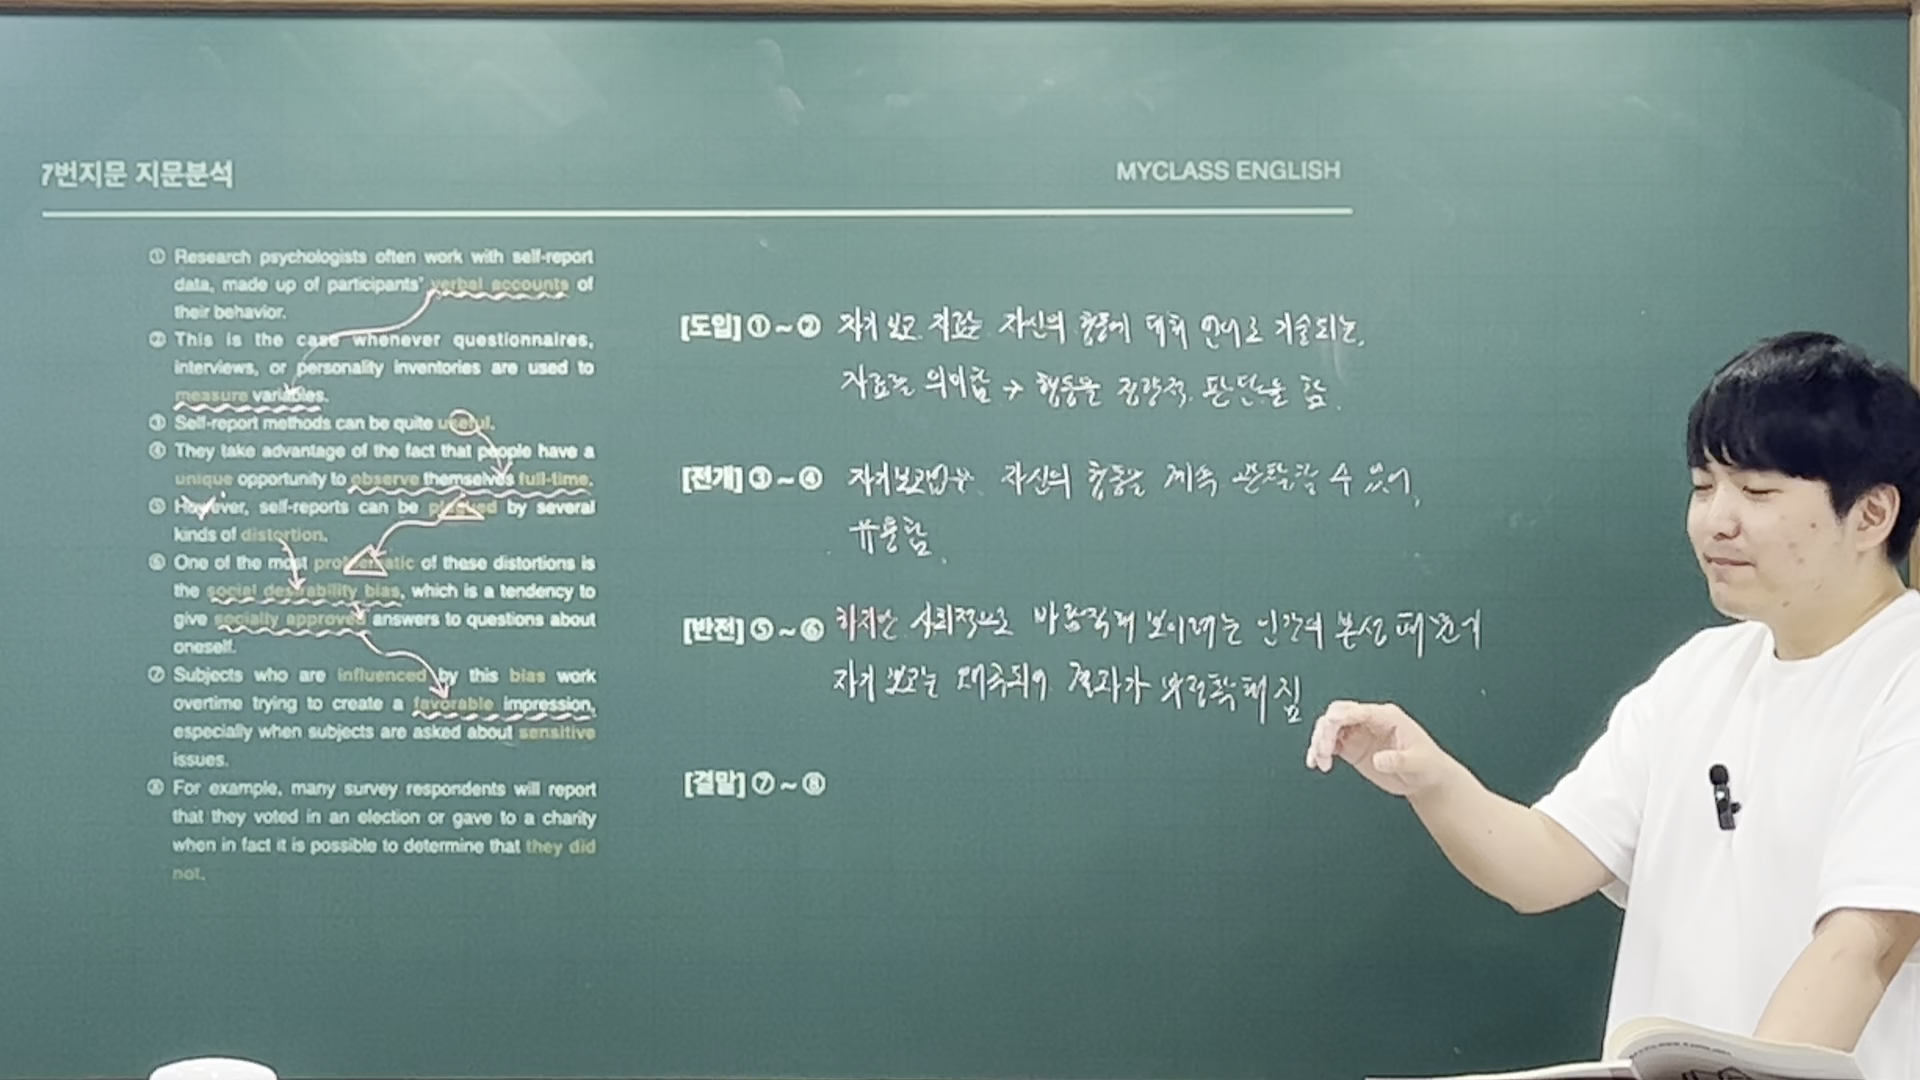 7번지문 지문분석
MYCLASS ENGLISH
① Research psychologists often work with self-report
data, made up of participants' verbal accounts of
their behavior.
② This is the case whenever questionnaires,
interviews, or personality inventories are used to
measure variables.
③ Self-report methods can be quite useful.
④ They take advantage of the fact that people have a
unique opportunity to observe themselves full-time.
⑤ However, self-reports can be plagued by several
kinds of distortion.
⑥ One of the most problematic of these distortions is
the social desirability bias, which is a tendency to
give socially approved answers to questions about
oneself.
⑦ Subjects who are influenced by this bias work
overtime trying to create a favorable impression,
especially when subjects are asked about sensitive
issues.
⑧ For example, many survey respondents will report
that they voted in an election or gave to a charity
when in fact it is possible to determine that they did
not.
[도입] ① ~ ② 자기 보고 자료는 자신의 행동에 대해 언어로 기술되는,
자료를 의미함 → 행동을 정량적 판단을 함.
[전개] ③ ~ ④ 자기보고법은 자신의 행동을 계속 관찰할 수 있어,
유용함.
[반전] ⑤ ~ ⑥ 하지만 사회적으로 바람직해 보이려는 인간의 본성 때문에
자기 보고는 왜곡되어 결과가 부정확해짐
[결말] ⑦ ~ ⑧